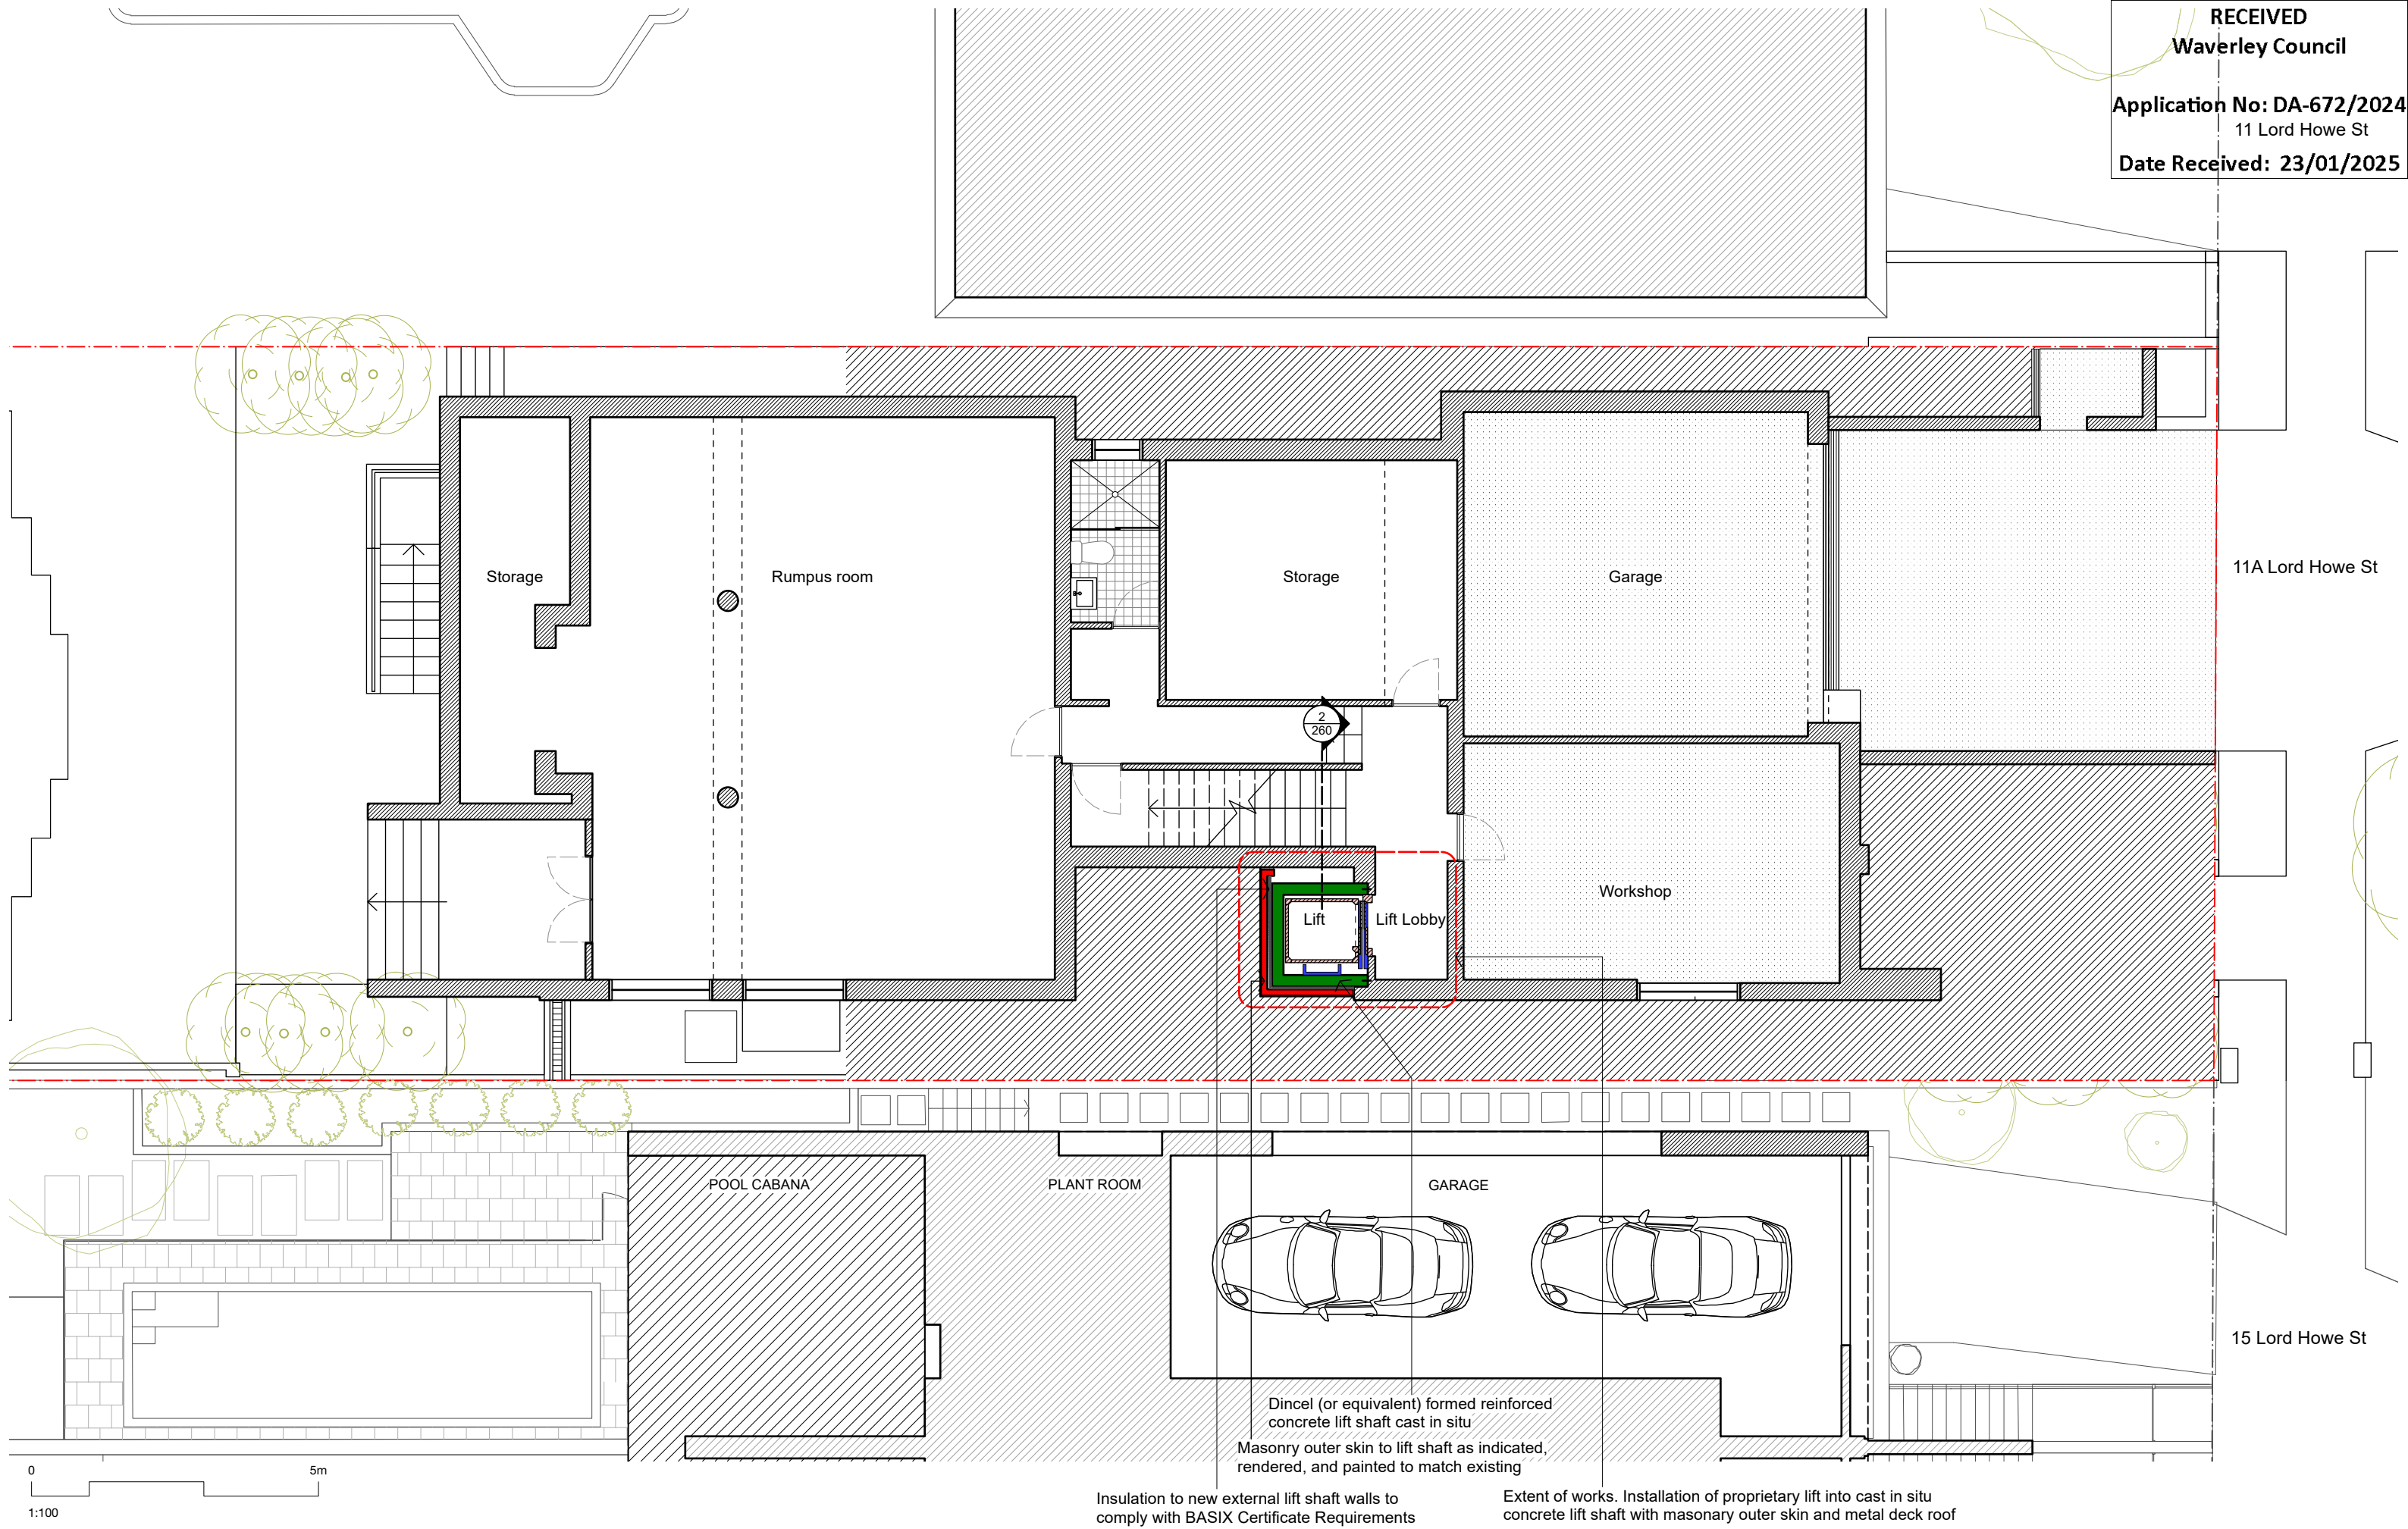 RECEIVED
Waverley Council
Application No: DA-672/2024
11 Lord Howe St
Date Received: 23/01/2025
Storage
Rumpus room
Storage
Garage
11A Lord Howe St
2
260
Workshop
Lift
Lift Lobby
POOL CABANA
PLANT ROOM
GARAGE
15 Lord Howe St
Dincel (or equivalent) formed reinforced
concrete lift shaft cast in situ
Masonry outer skin to lift shaft as indicated,
rendered, and painted to match existing
Insulation to new external lift shaft walls to
comply with BASIX Certificate Requirements
Extent of works. Installation of proprietary lift into cast in situ
concrete lift shaft with masonary outer skin and metal deck roof
0 5m
1:100